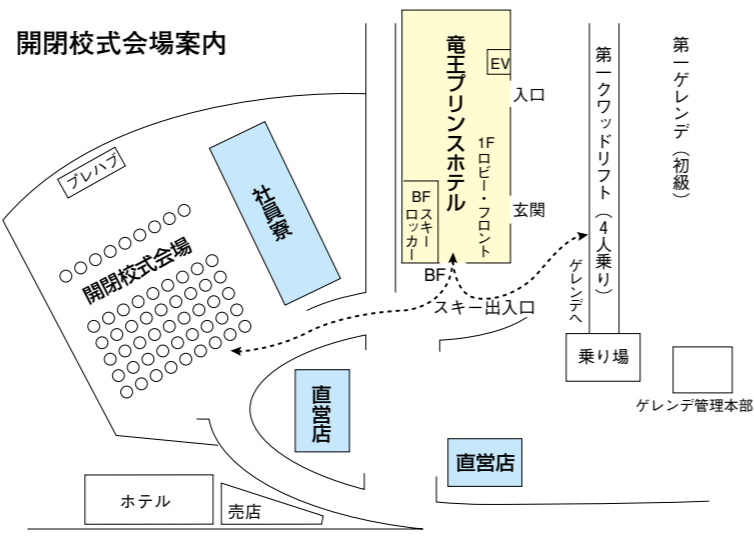 開閉校式会場案内
プレハブ
社員寮
開閉校式会場
竜王プリンスホテル
EV
入口
1F
ロビー・フロント
玄関
BF
スキー
ロッカー
BF
スキー出入口
第一クワッドリフト（4人乗り）
ゲレンデへ
第一ゲレンデ（初級）
乗り場
ゲレンデ管理本部
直営店
直営店
ホテル
売店